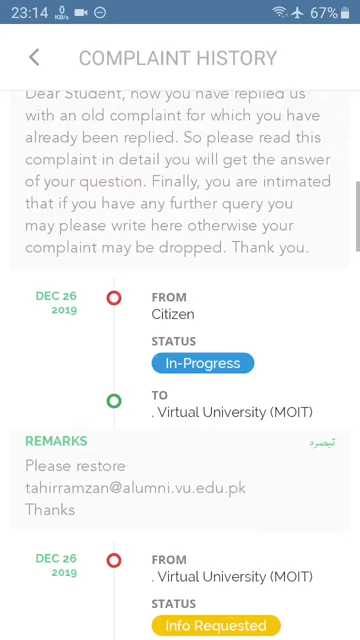 23:14 0 KB/s 67%
COMPLAINT HISTORY
Dear Student, now you have replied us
with an old complaint for which you have
already been replied. So please read this
complaint in detail you will get the answer
of your question. Finally, you are intimated
that if you have any further query you
may please write here otherwise your
complaint may be dropped. Thank you.
DEC 26
2019
FROM
Citizen
STATUS
In-Progress
TO
. Virtual University (MOIT)
REMARKS تبصره
Please restore
tahirramzan@alumni.vu.edu.pk
Thanks
DEC 26
2019
FROM
. Virtual University (MOIT)
STATUS
Info Requested